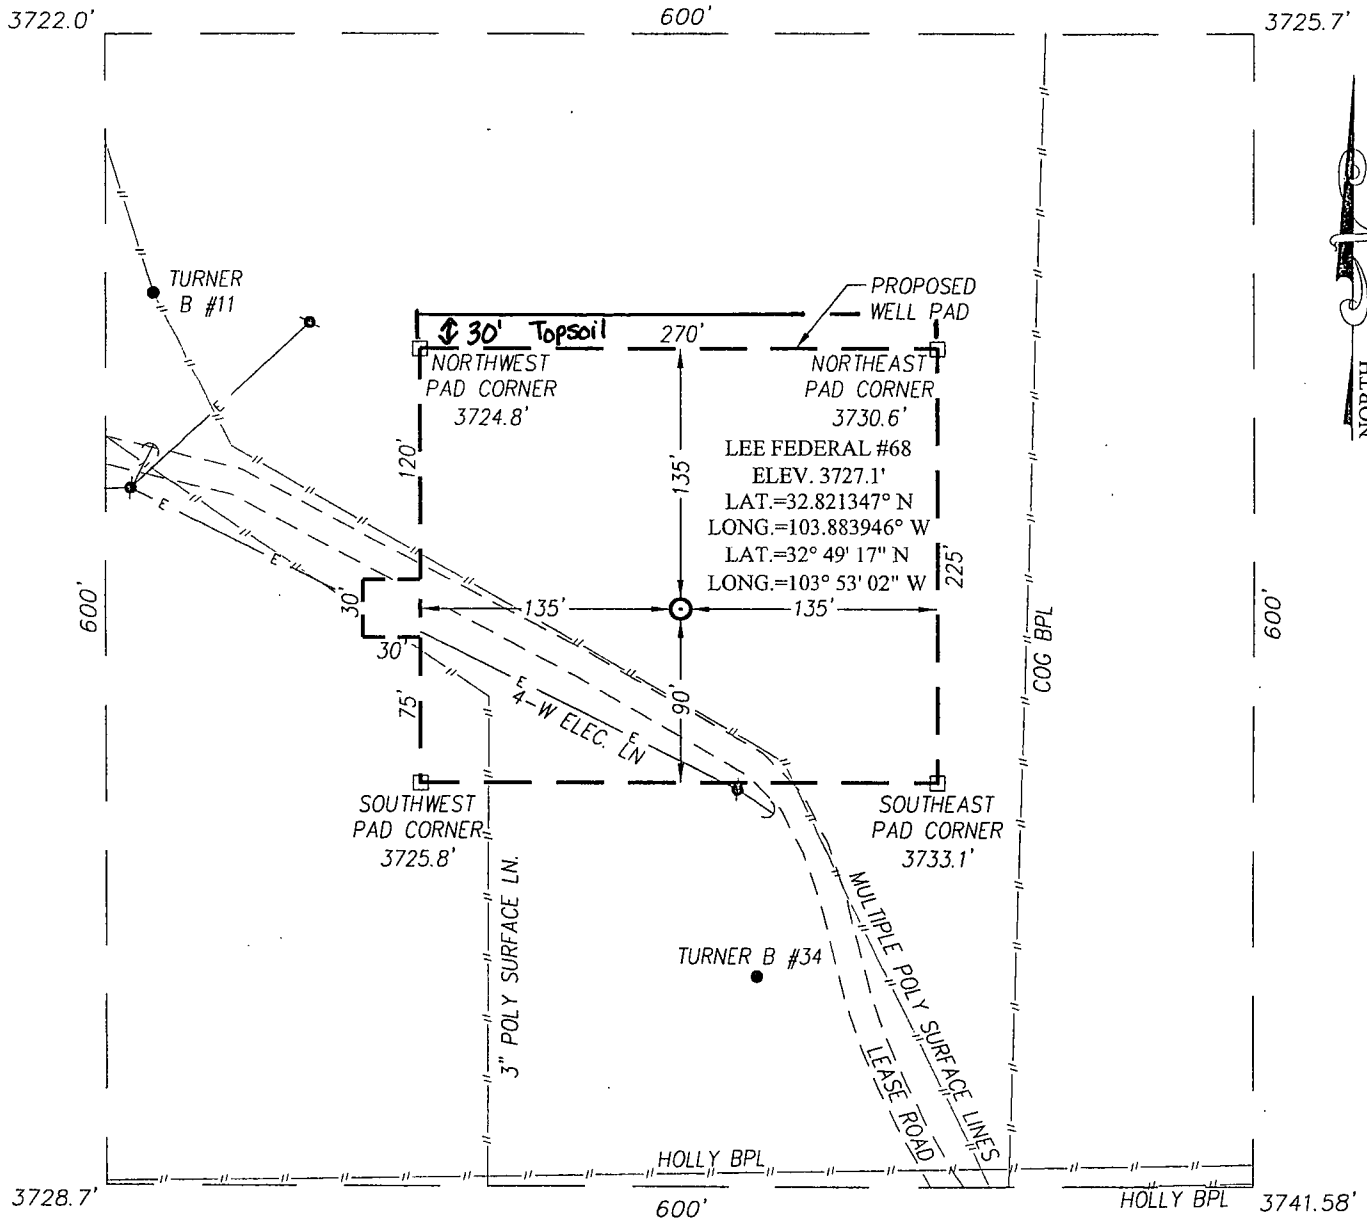 3722.0'
600'
3725.7'
TURNER
B #11
PROPOSED
WELL PAD
30' Topsoil
270'
NORTHWEST
PAD CORNER
3724.8'
NORTHEAST
PAD CORNER
3730.6'
NORTH
LEE FEDERAL #68
ELEV. 3727.1'
LAT.=32.821347° N
LONG.=103.883946° W
LAT.=32° 49' 17" N
LONG.=103° 53' 02" W
120'
135'
225'
E
E
E
600'
30'
135'
135'
30'
75'
90'
E
4-W ELEC. LN
E
COG BPL
600'
SOUTHWEST
PAD CORNER
3725.8'
SOUTHEAST
PAD CORNER
3733.1'
3" POLY SURFACE LN.
MULTIPLE POLY SURFACE LINES
TURNER B #34
LEASE ROAD
HOLLY BPL
3728.7'
600'
HOLLY BPL
3741.58'